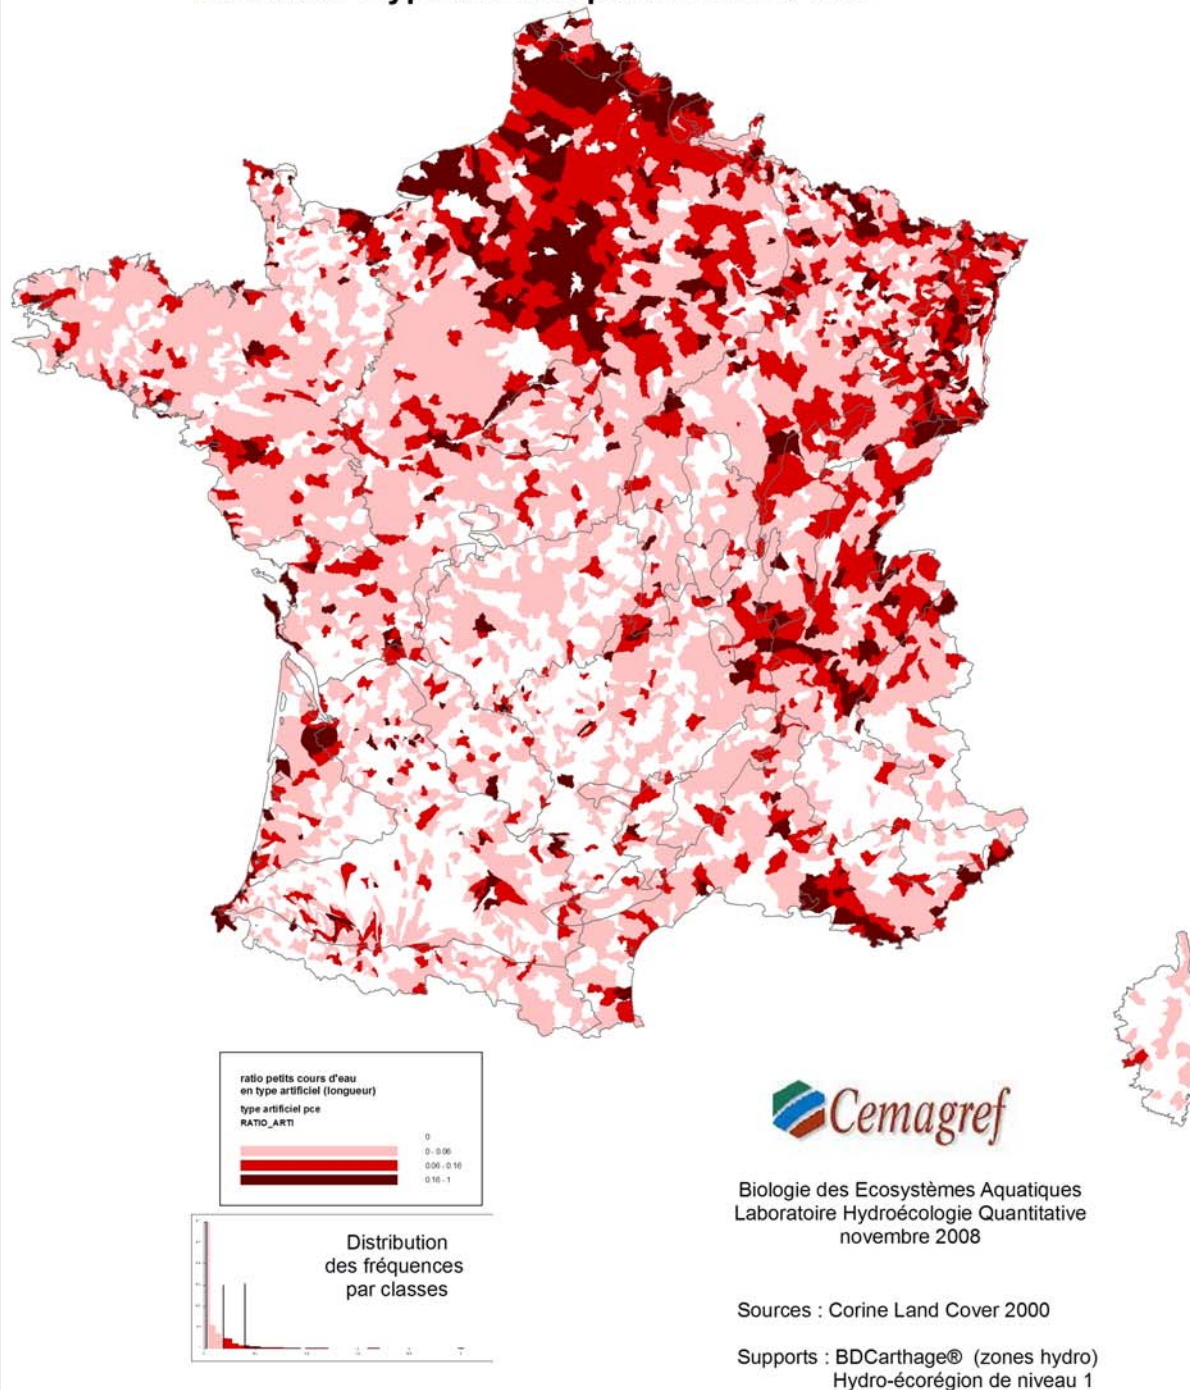 ratio petits cours d'eau
en type artificiel (longueur)
type artificiel pce
RATIO_ARTI
0
0 - 0.06
0.06 - 0.16
0.16 - 1
Distribution
des fréquences
par classes
Cemagref
Biologie des Ecosystèmes Aquatiques
Laboratoire Hydroécologie Quantitative
novembre 2008
Sources : Corine Land Cover 2000
Supports : BDCarthage® (zones hydro)
Hydro-écorégion de niveau 1